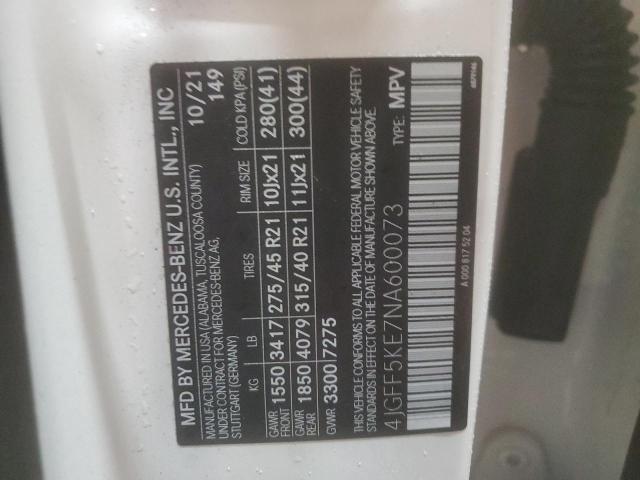 MFD BY MERCEDES-BENZ U.S. INTL., INC
MANUFACTURED IN USA (ALABAMA, TUSCALOOSA COUNTY) 10/21
UNDER CONTRACT FOR MERCEDES-BENZ AG, 149
STUTTGART (GERMANY)
KG LB TIRES RIM SIZE COLD KPA (PSI)
GAWR FRONT 1550 3417 275/45 R21 10Jx21 280(41)
GAWR REAR 1850 4079 315/40 R21 11Jx21 300(44)
GVWR 3300 7275
THIS VEHICLE CONFORMS TO ALL APPLICABLE FEDERAL MOTOR VEHICLE SAFETY
STANDARDS IN EFFECT ON THE DATE OF MANUFACTURE SHOWN ABOVE.
4JGFF5KE7NA600073 TYPE: MPV
A 000 817 52 04